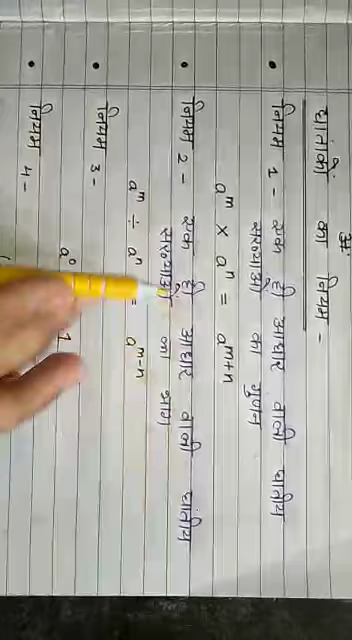 घातांकों का नियम -
नियम 1 - एक ही आधार वाली घातीय
संख्याओं का गुणन
aᵐ × aⁿ = aᵐ⁺ⁿ
नियम 2 - एक ही आधार वाली घातीय
संख्याओं का भाग
aᵐ ÷ aⁿ = aᵐ⁻ⁿ
नियम 3 -
a⁰ 1
नियम 4 -